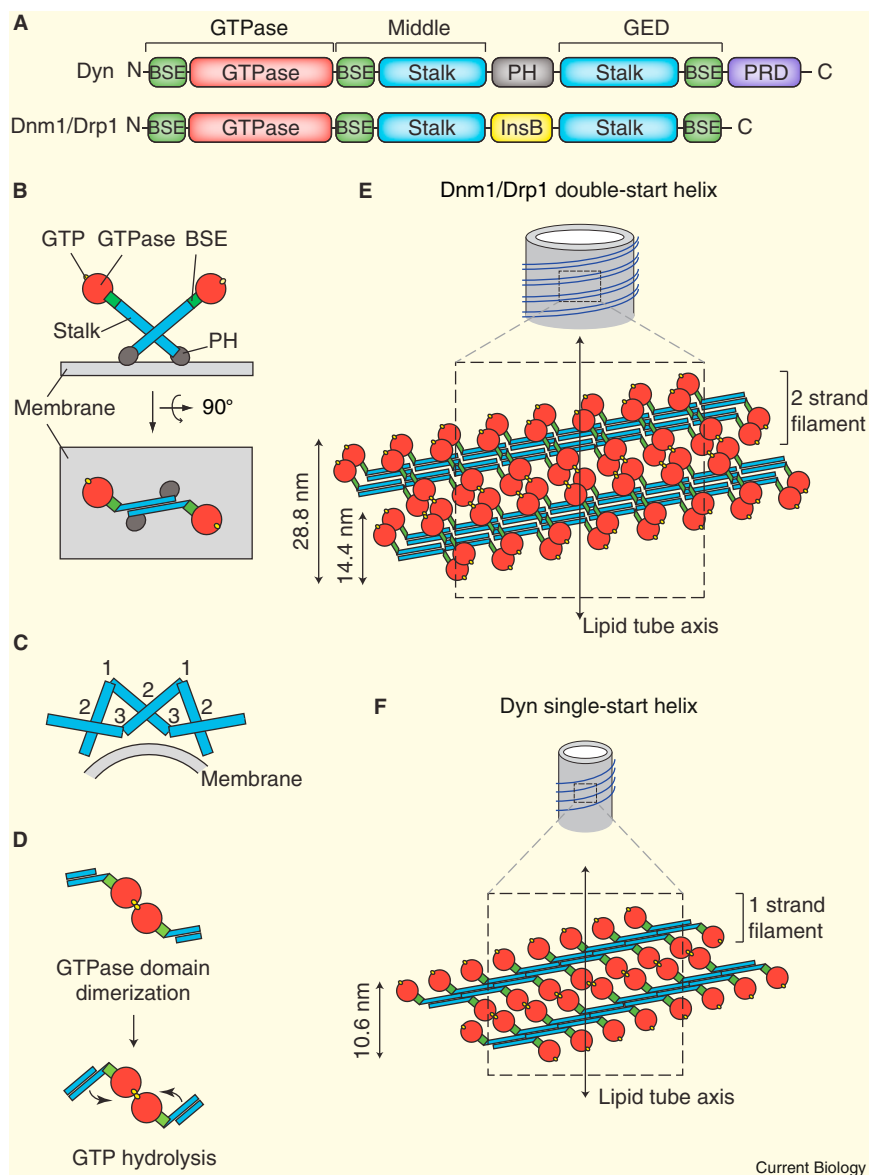 A
GTPase Middle GED
Dyn N BSE GTPase BSE Stalk PH Stalk BSE PRD C
Dnm1/Drp1 N BSE GTPase BSE Stalk InsB Stalk BSE C
B
GTP GTPase BSE
Stalk
PH
Membrane
90°
C
1 1
2 2 2
3 3
Membrane
D
GTPase domain
dimerization
GTP hydrolysis
E
Dnm1/Drp1 double-start helix
2 strand
filament
28.8 nm
14.4 nm
Lipid tube axis
F
Dyn single-start helix
1 strand
filament
10.6 nm
Lipid tube axis
Current Biology